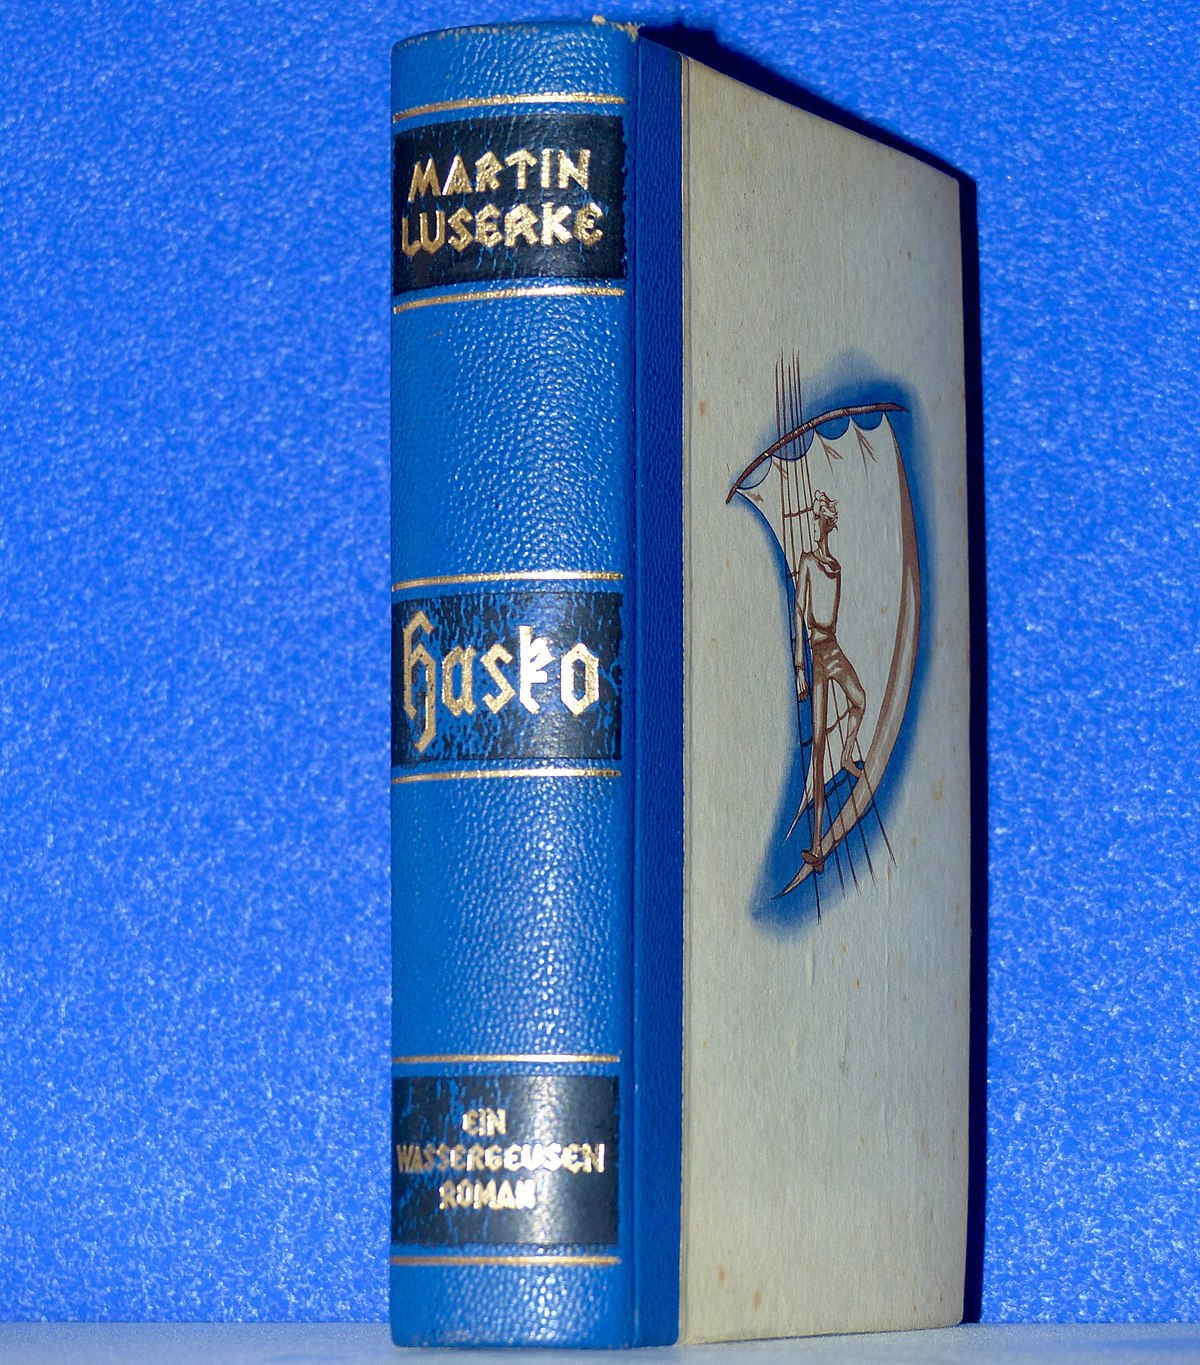 MARTIN
LUSERKE
Hasko
EIN
WASSERGEUSEN
ROMAN